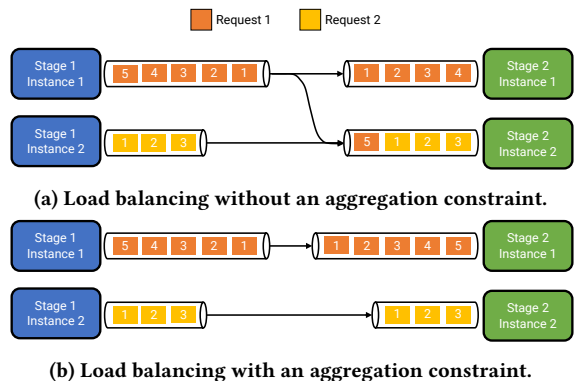 Request 1 Request 2
Stage 1
Instance 1
5 4 3 2 1
1 2 3 4
Stage 2
Instance 1
Stage 1
Instance 2
1 2 3
5 1 2 3
Stage 2
Instance 2
(a) Load balancing without an aggregation constraint.
Stage 1
Instance 1
5 4 3 2 1
1 2 3 4 5
Stage 2
Instance 1
Stage 1
Instance 2
1 2 3
1 2 3
Stage 2
Instance 2
(b) Load balancing with an aggregation constraint.